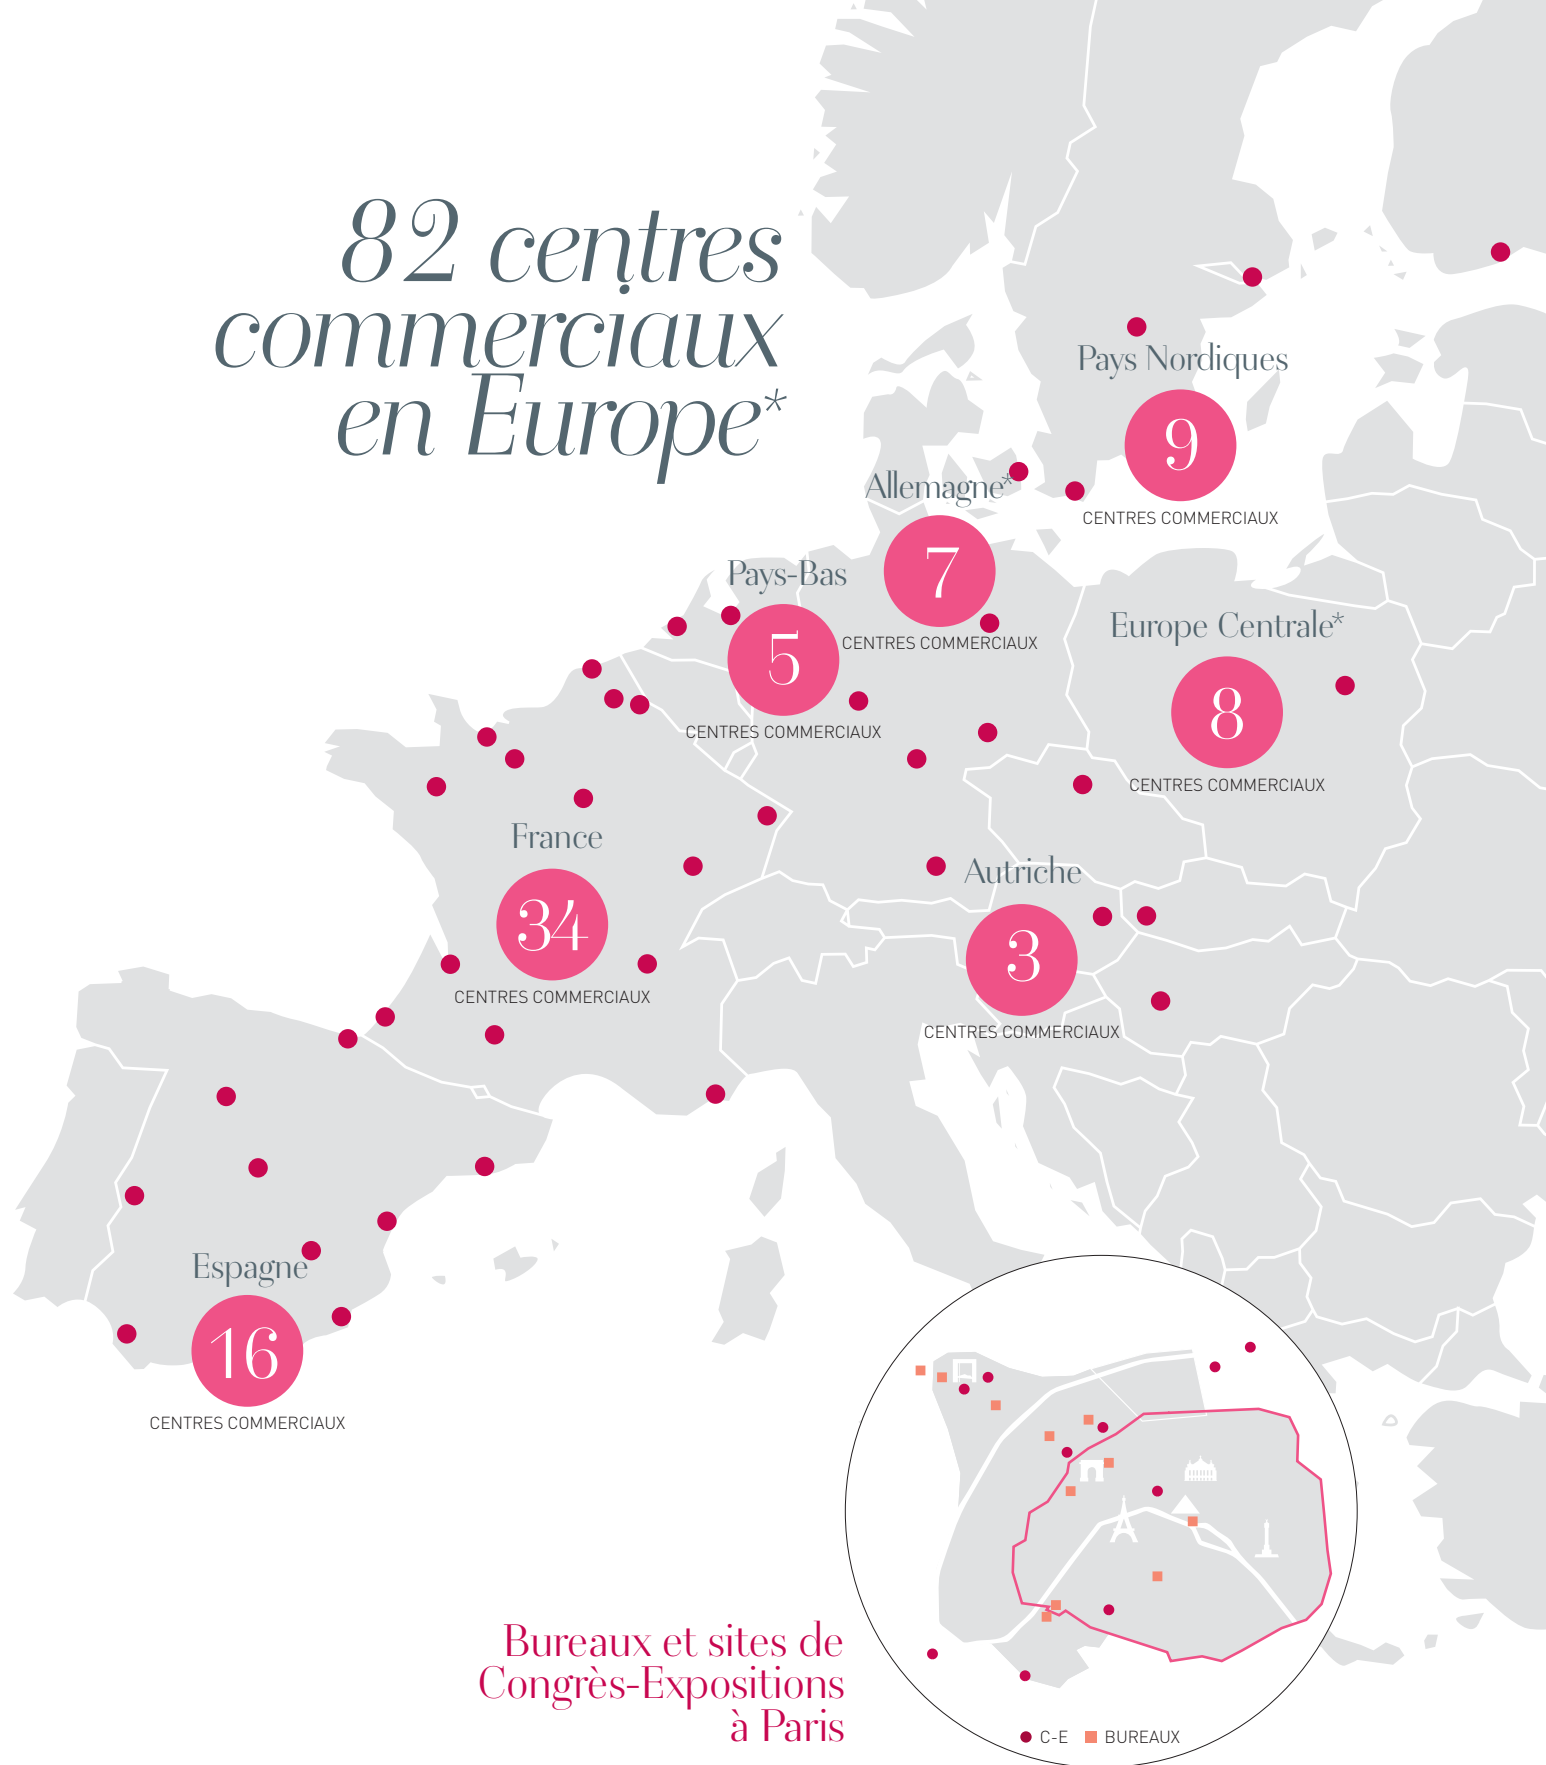 82 centres
commerciaux
en Europe*
Pays Nordiques
9
CENTRES COMMERCIAUX
Allemagne*
7
CENTRES COMMERCIAUX
Pays-Bas
5
CENTRES COMMERCIAUX
Europe Centrale*
8
CENTRES COMMERCIAUX
France
34
CENTRES COMMERCIAUX
Autriche
3
CENTRES COMMERCIAUX
Espagne
16
CENTRES COMMERCIAUX
Bureaux et sites de
Congrès-Expositions
à Paris
C-E
BUREAUX